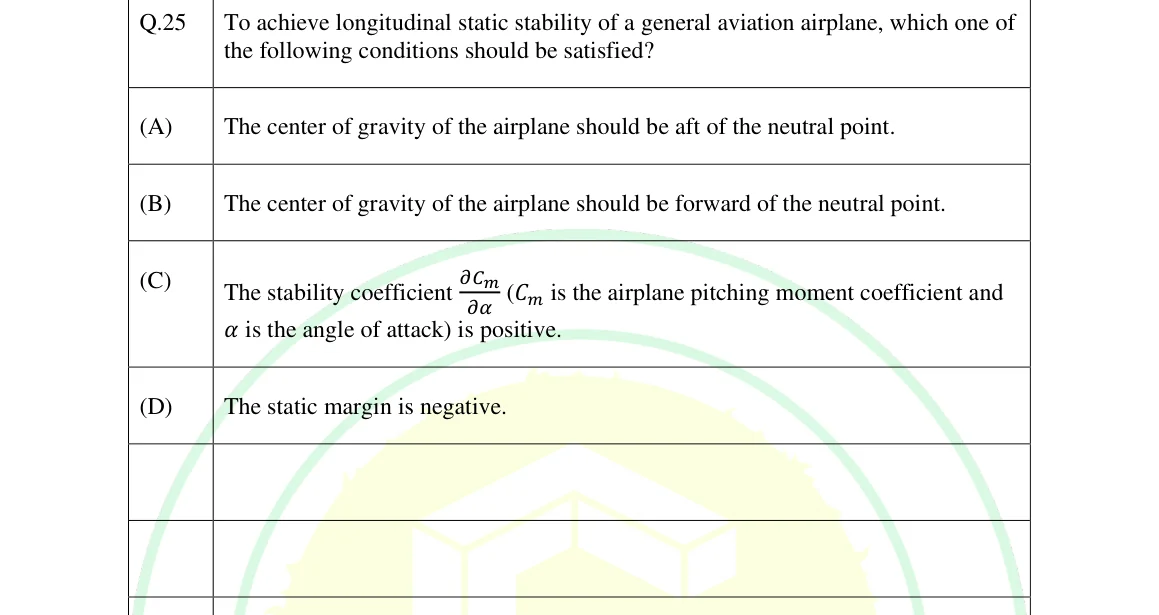 Q.25 To achieve longitudinal static stability of a general aviation airplane, which one of
the following conditions should be satisfied?
(A) The center of gravity of the airplane should be aft of the neutral point.
(B) The center of gravity of the airplane should be forward of the neutral point.
(C) The stability coefficient ∂C_m/∂α (C_m is the airplane pitching moment coefficient and
α is the angle of attack) is positive.
(D) The static margin is negative.